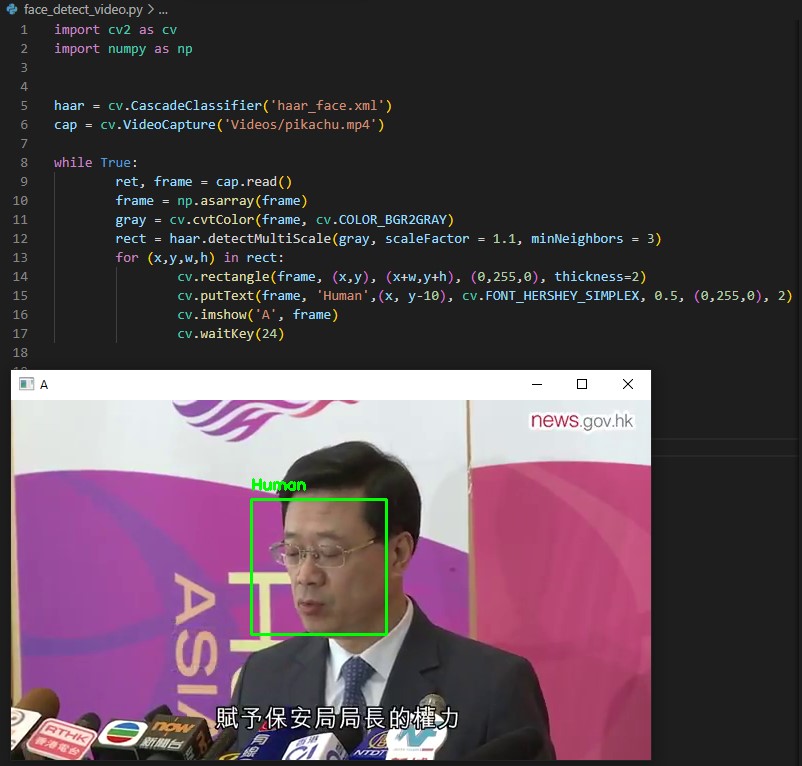 face_detect_video.py > ...
1 import cv2 as cv
2 import numpy as np
3
4
5 haar = cv.CascadeClassifier('haar_face.xml')
6 cap = cv.VideoCapture('Videos/pikachu.mp4')
7
8 while True:
9 ret, frame = cap.read()
10 frame = np.asarray(frame)
11 gray = cv.cvtColor(frame, cv.COLOR_BGR2GRAY)
12 rect = haar.detectMultiScale(gray, scaleFactor = 1.1, minNeighbors = 3)
13 for (x,y,w,h) in rect:
14 cv.rectangle(frame, (x,y), (x+w,y+h), (0,255,0), thickness=2)
15 cv.putText(frame, 'Human',(x, y-10), cv.FONT_HERSHEY_SIMPLEX, 0.5, (0,255,0), 2)
16 cv.imshow('A', frame)
17 cv.waitKey(24)
18
A
news.gov.hk
Human
ASIA
RTHK
香港電台
now
新聞台
有線
NTD
賦予保安局局長的權力